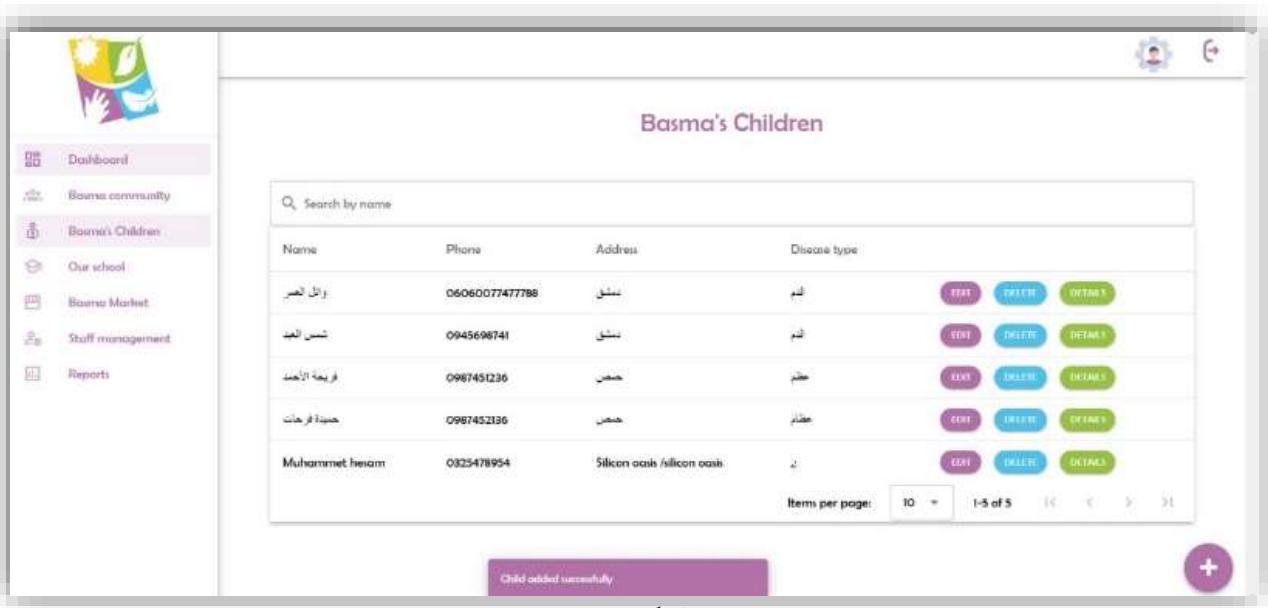 Basma's Children
Dashboard
Basma community
Basma's Children
Our school
Basma Market
Staff management
Reports
Search by name
Name Phone Address Disease type
وائل العمر 06060077477788 دمشق الدم EDIT DELETE DETAILS
شمس العبد 0945698741 دمشق الدم EDIT DELETE DETAILS
فريحة الأحمد 0987451236 حمص عظم EDIT DELETE DETAILS
حميدة فرحات 0987452136 حمص عظام EDIT DELETE DETAILS
Muhammet hesam 0325478954 Silicon oasis /silicon oasis EDIT DELETE DETAILS
Items per page: 10 1-5 of 5
Child added successfully